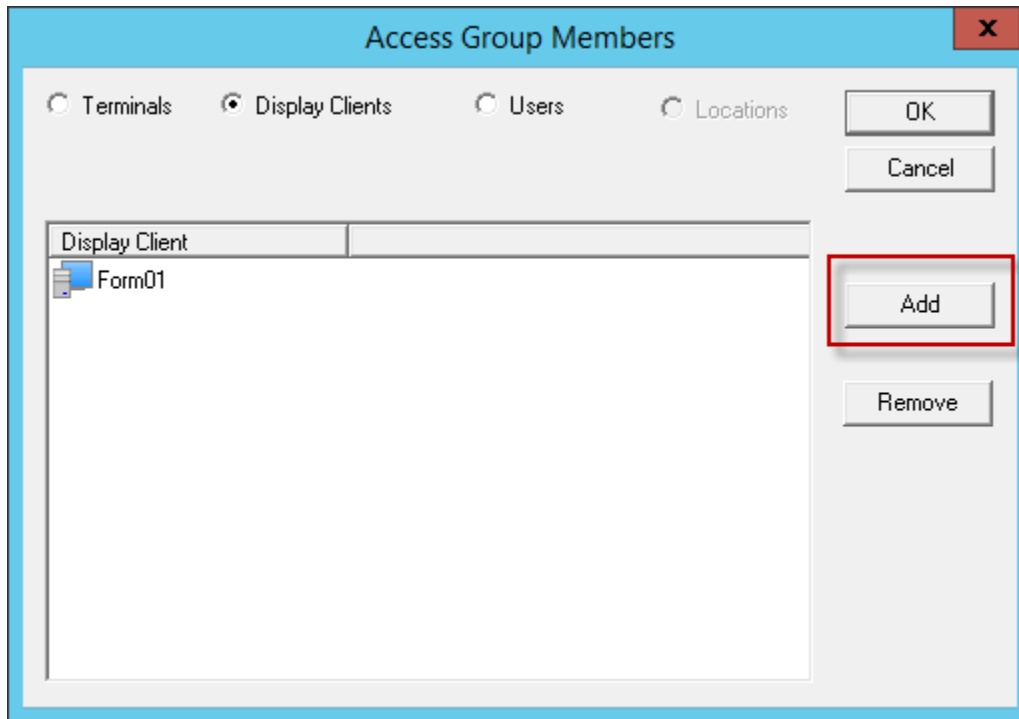 Access Group Members
x
Terminals Display Clients Users Locations
OK
Cancel
Display Client
Form01
Add
Remove